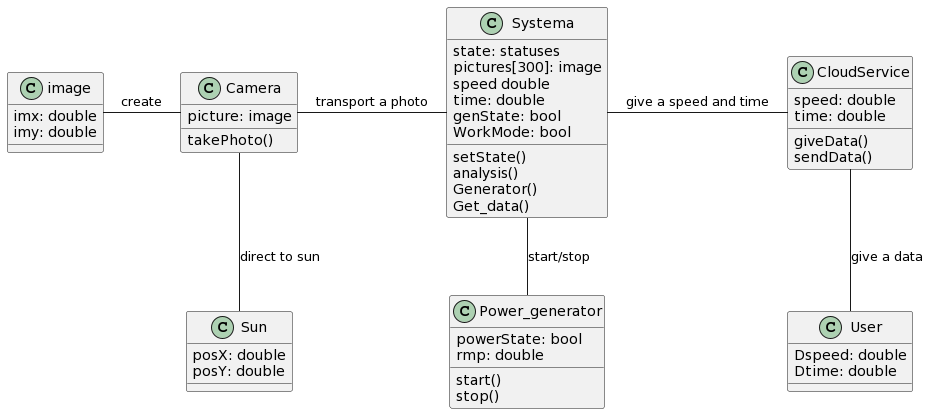 C Systema
state: statuses
pictures[300]: image
speed double
time: double
genState: bool
WorkMode: bool
setState()
analysis()
Generator()
Get_data()
C image
imx: double
imy: double
create
C Camera
picture: image
takePhoto()
transport a photo
give a speed and time
C CloudService
speed: double
time: double
giveData()
sendData()
direct to sun
start/stop
give a data
C Sun
posX: double
posY: double
C Power_generator
powerState: bool
rmp: double
start()
stop()
C User
Dspeed: double
Dtime: double